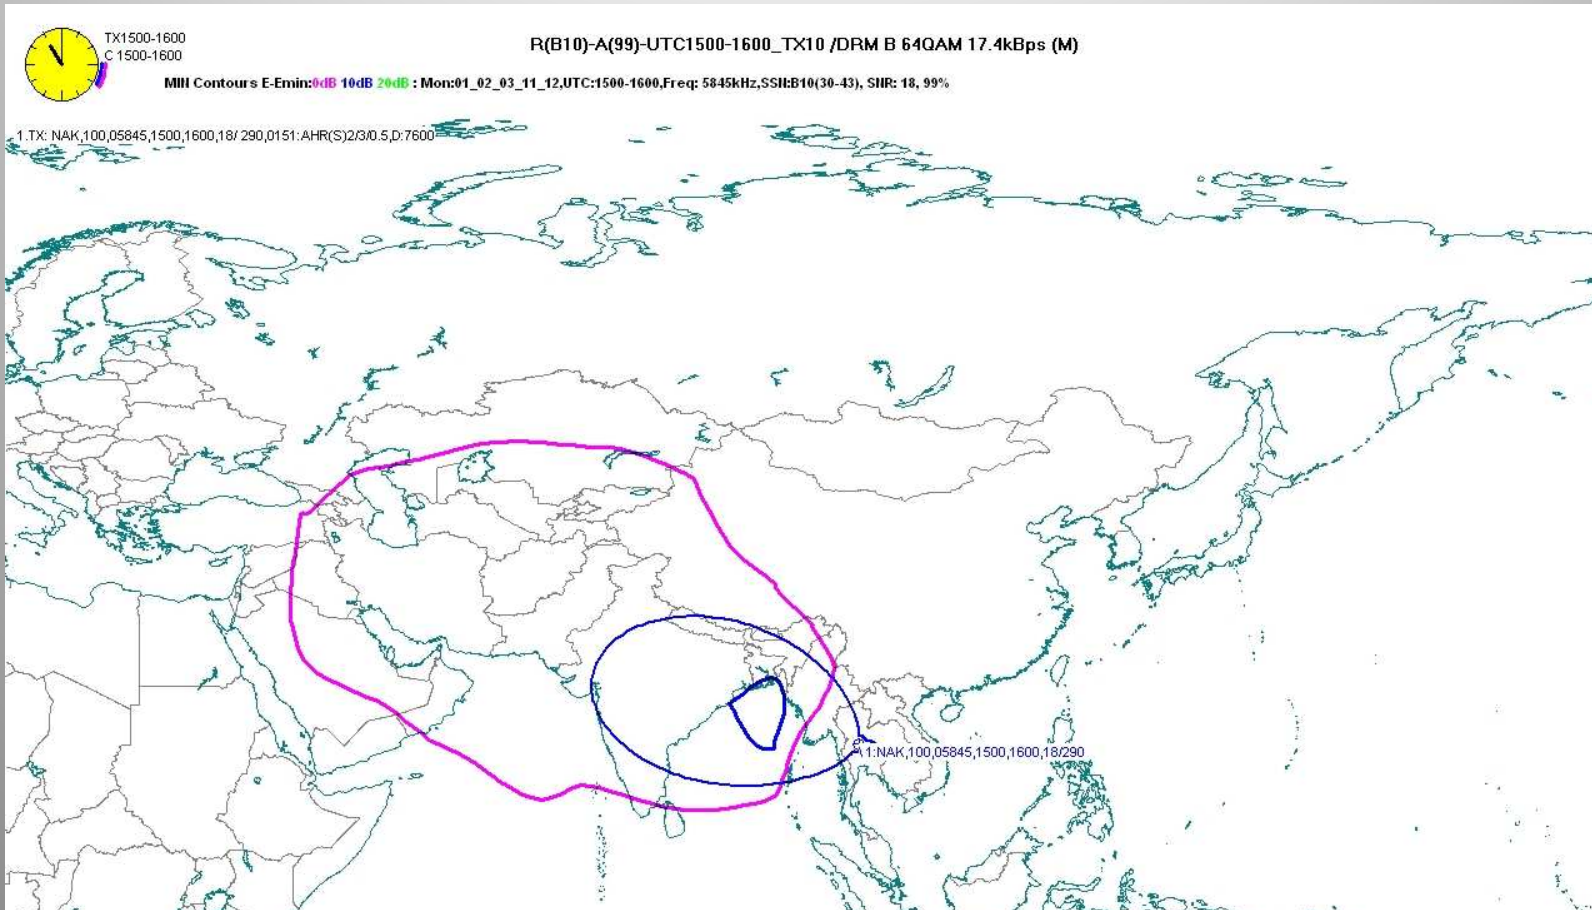 TX1500-1600
C 1500-1600
R(B10)-A(99)-UTC1500-1600_TX10 /DRM B 64QAM 17.4kBps (M)
MIN Contours E-Emin:0dB 10dB 20dB : Mon:01_02_03_11_12,UTC:1500-1600,Freq: 5845kHz,SSN:B10(30-43), SNR: 18, 99%
1.TX: NAK,100,05845,1500,1600,18/ 290,0151:AHR(S)2/3/0.5,D:7600
1:NAK,100,05845,1500,1600,18/290